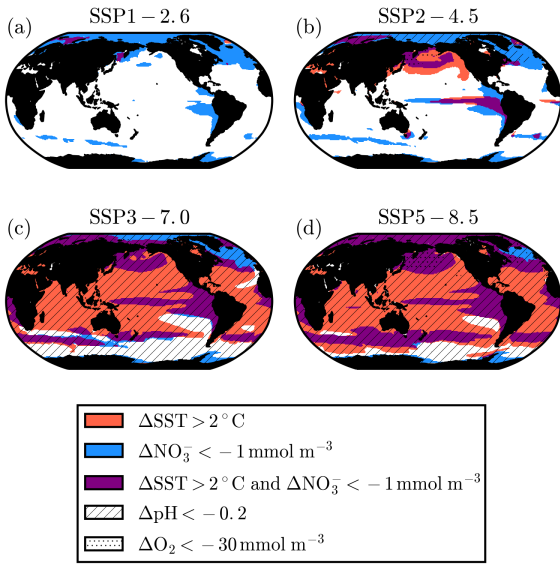 (a) SSP1 − 2.6
(b) SSP2 − 4.5
(c) SSP3 − 7.0
(d) SSP5 − 8.5
ΔSST > 2 °C
ΔNO₃⁻ < −1 mmol m⁻³
ΔSST > 2 °C and ΔNO₃⁻ < −1 mmol m⁻³
ΔpH < −0.2
ΔO₂ < −30 mmol m⁻³